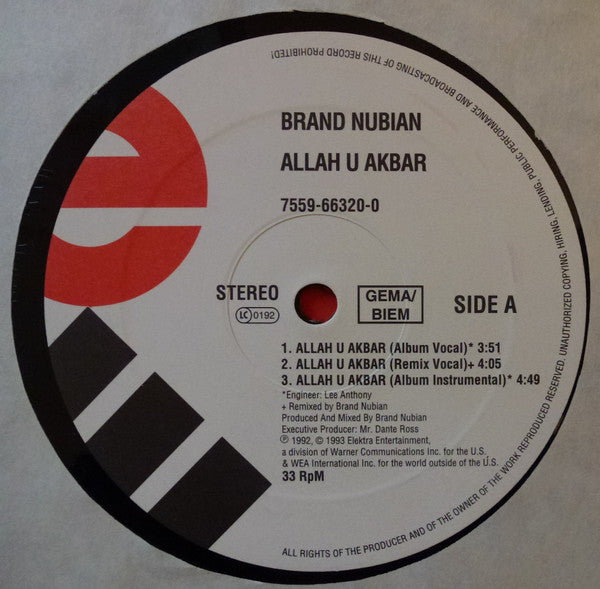 BRAND NUBIAN
ALLAH U AKBAR
7559-66320-0
STEREO
LC 0192
GEMA/
BIEM
SIDE A
1. ALLAH U AKBAR (Album Vocal)* 3:51
2. ALLAH U AKBAR (Remix Vocal)+ 4:05
3. ALLAH U AKBAR (Album Instrumental)* 4:49
*Engineer: Lee Anthony
+ Remixed by Brand Nubian
Produced And Mixed By Brand Nubian
Executive Producer: Mr. Dante Ross
℗ 1992, © 1993 Elektra Entertainment,
a division of Warner Communications Inc. for the U.S.
& WEA International Inc. for the world outside of the U.S.
33 RpM
ALL RIGHTS OF THE PRODUCER AND OF THE OWNER OF THE WORK REPRODUCED RESERVED. UNAUTHORIZED COPYING, HIRING, LENDING, PUBLIC PERFORMANCE AND BROADCASTING OF THIS RECORD PROHIBITED!